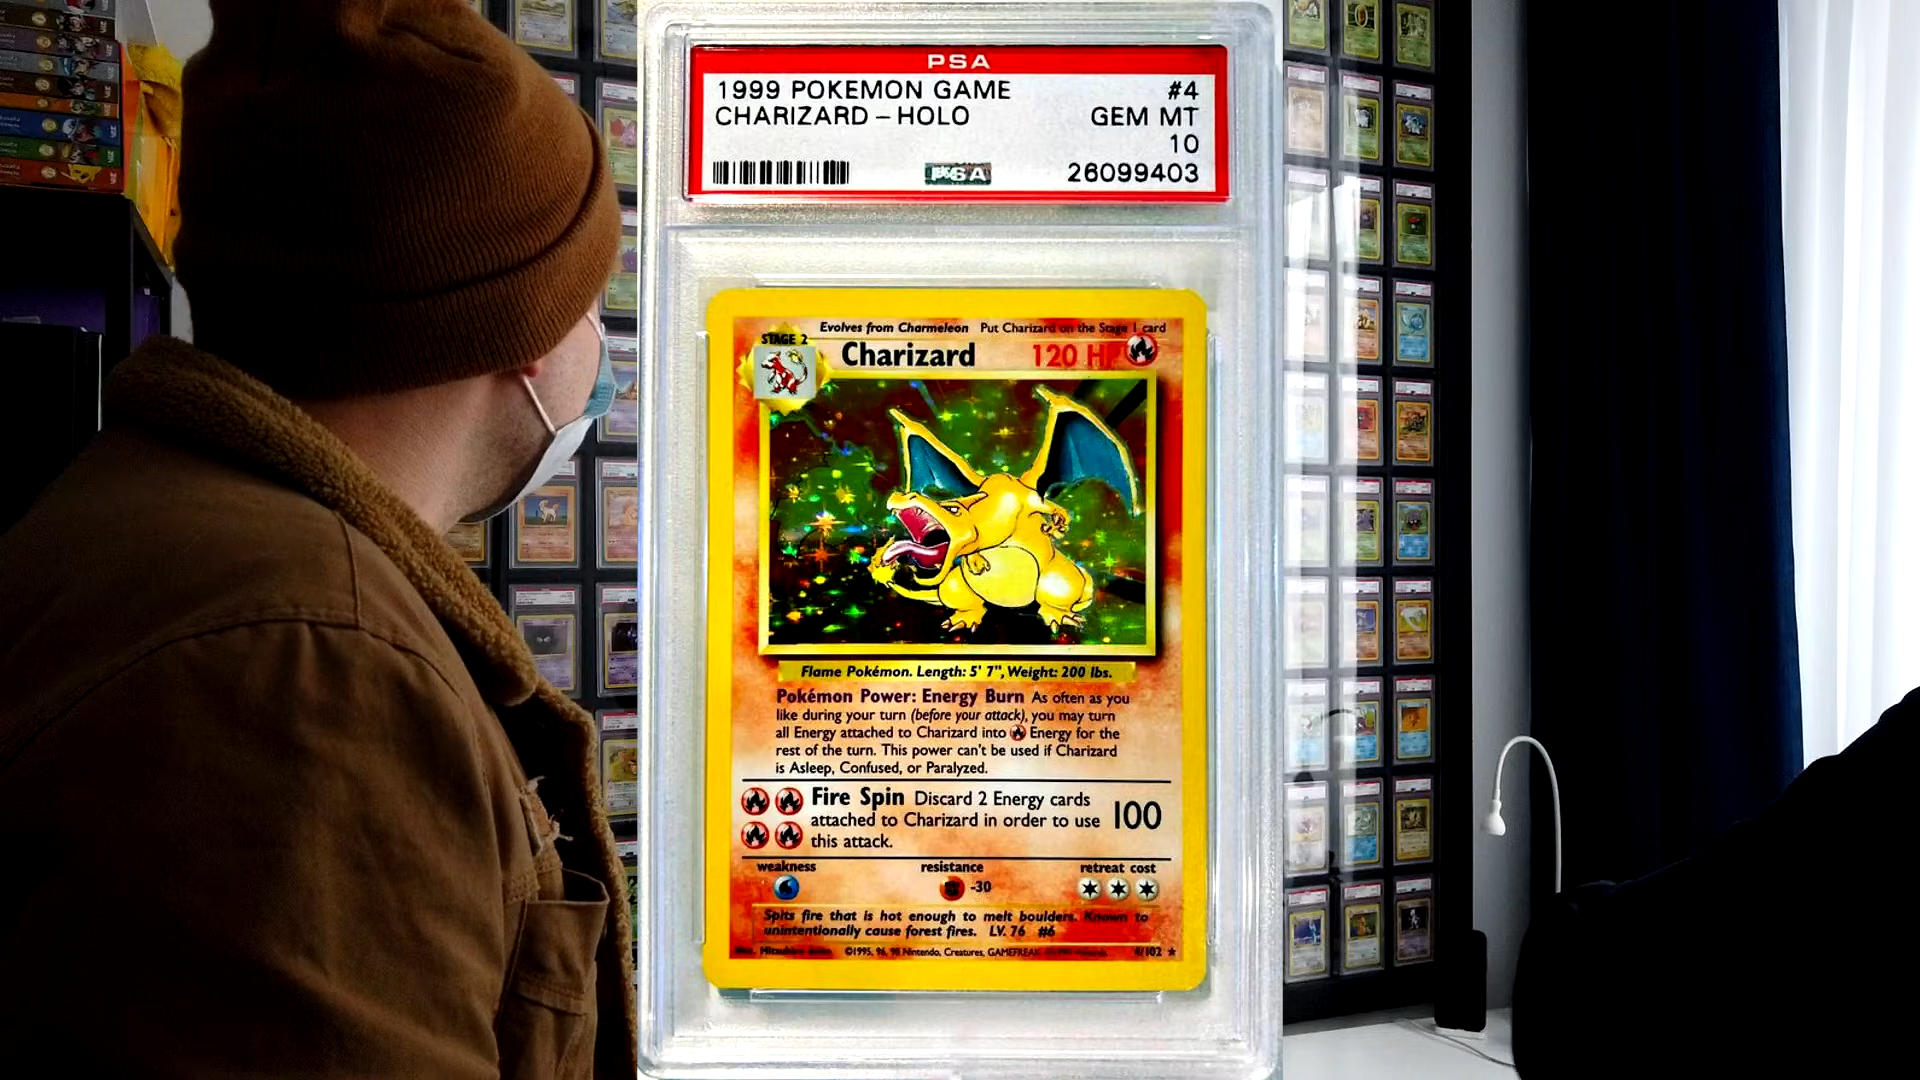 PSA
1999 POKEMON GAME #4
CHARIZARD – HOLO GEM MT
10
26099403
Evolves from Charmeleon Put Charizard on the Stage 1 card
STAGE 2
Charizard 120 HP
Flame Pokémon. Length: 5' 7", Weight: 200 lbs.
Pokémon Power: Energy Burn As often as you
like during your turn (before your attack), you may turn
all Energy attached to Charizard into Energy for the
rest of the turn. This power can't be used if Charizard
is Asleep, Confused, or Paralyzed.
Fire Spin Discard 2 Energy cards
attached to Charizard in order to use 100
this attack.
weakness resistance retreat cost
-30
Spits fire that is hot enough to melt boulders. Known to
unintentionally cause forest fires. LV. 76 #6
©1995, 96, 98 Nintendo, Creatures, GAMEFREAK 4/102